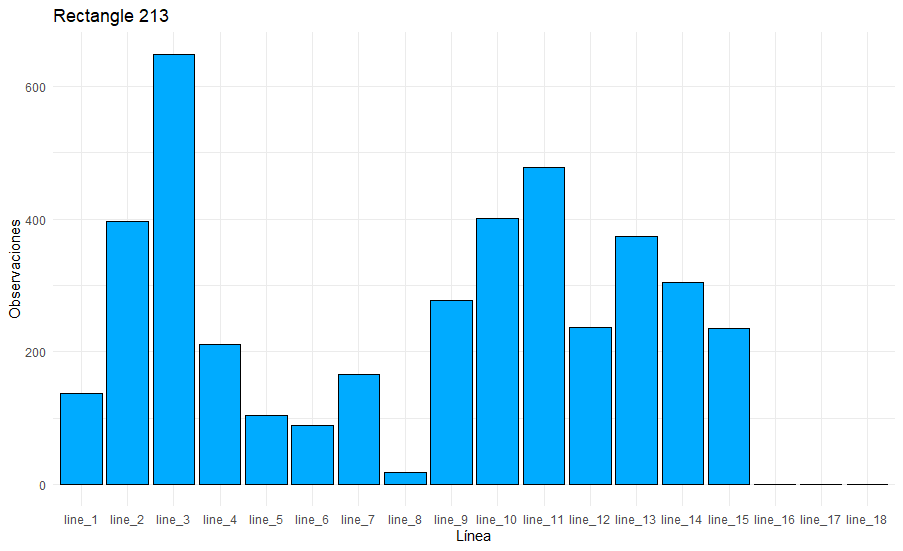 Rectangle 213
600
400
200
0
Observaciones
line_1 line_2 line_3 line_4 line_5 line_6 line_7 line_8 line_9 line_10 line_11 line_12 line_13 line_14 line_15 line_16 line_17 line_18
Línea